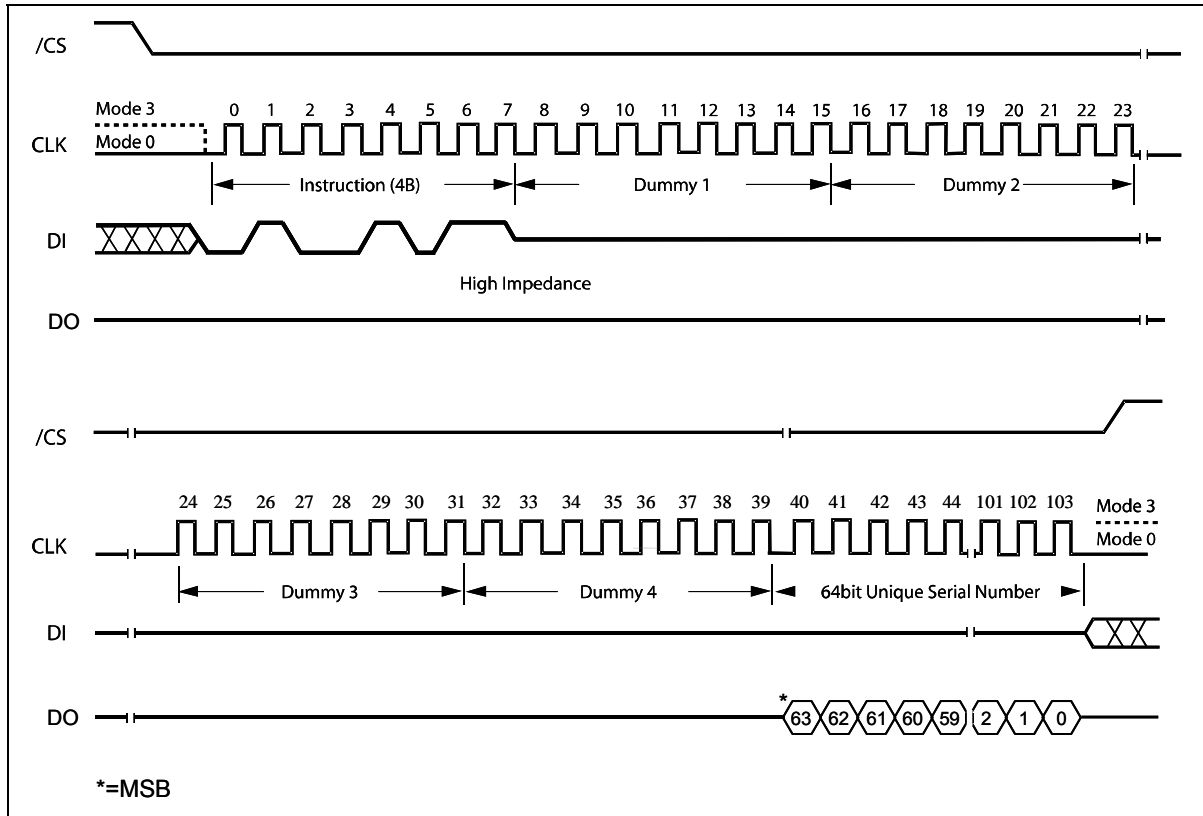 /CS
Mode 3
0 1 2 3 4 5 6 7 8 9 10 11 12 13 14 15 16 17 18 19 20 21 22 23
CLK
Mode 0
Instruction (4B) Dummy 1 Dummy 2
DI
High Impedance
DO
/CS
24 25 26 27 28 29 30 31 32 33 34 35 36 37 38 39 40 41 42 43 44 101 102 103
Mode 3
CLK
Mode 0
Dummy 3 Dummy 4 64bit Unique Serial Number
DI
*
DO
63 62 61 60 59 2 1 0
*=MSB